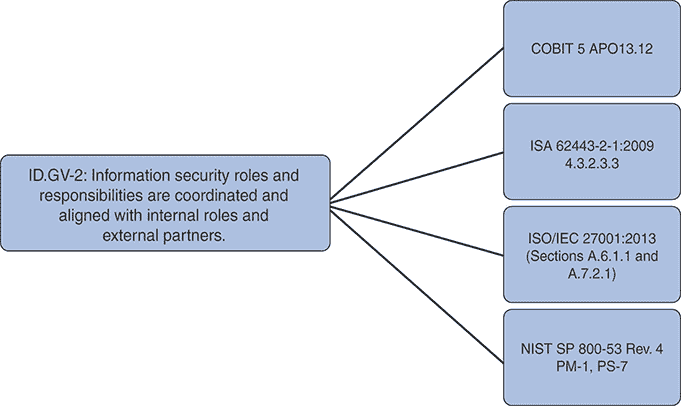 ID.GV-2: Information security roles and
responsibilities are coordinated and
aligned with internal roles and
external partners.
COBIT 5 APO13.12
ISA 62443-2-1:2009
4.3.2.3.3
ISO/IEC 27001:2013
(Sections A.6.1.1 and
A.7.2.1)
NIST SP 800-53 Rev. 4
PM-1, PS-7